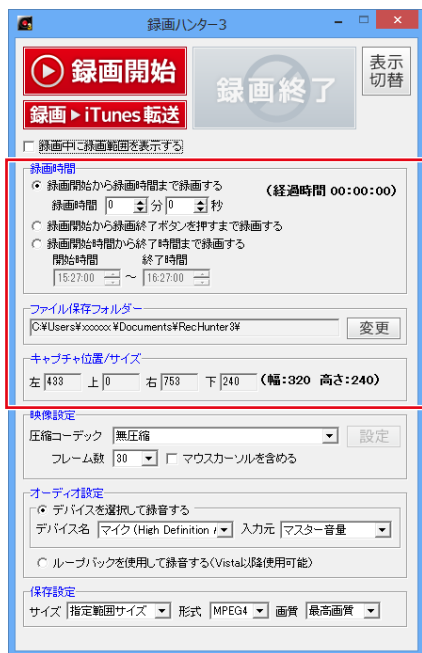 録画ハンター3
録画開始
録画終了
表示
切替
録画▶iTunes転送
録画中に録画範囲を表示する
録画時間
録画開始から録画時間まで録画する
(経過時間 00:00:00)
録画時間 0 分 0 秒
録画開始から録画終了ボタンを押すまで録画する
録画開始時間から終了時間まで録画する
開始時間 終了時間
15:27:00 ～ 16:27:00
ファイル保存フォルダー
C:¥Users¥xxxxxx¥Documents¥RecHunter3¥ 変更
キャプチャ位置/サイズ
左 433 上 0 右 753 下 240 (幅:320 高さ:240)
映像設定
圧縮コーデック 無圧縮 設定
フレーム数 30 マウスカーソルを含める
オーディオ設定
デバイスを選択して録音する
デバイス名 マイク (High Definition 入力元 マスター音量
ループバックを使用して録音する(Vista以降使用可能)
保存設定
サイズ 指定範囲サイズ 形式 MPEG4 画質 最高画質